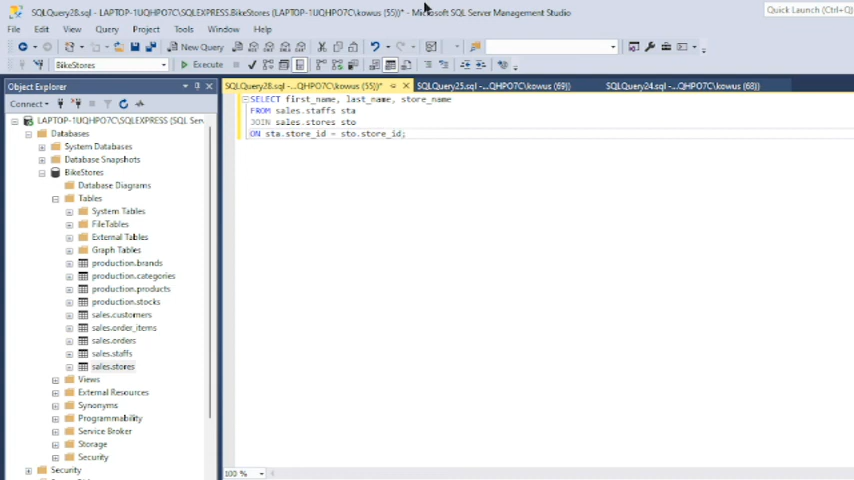 SQLQuery28.sql - LAPTOP-1UQHPO7C\SQLEXPRESS.BikeStores (LAPTOP-1UQHPO7C\kowus (55))* - Microsoft SQL Server Management Studio
Quick Launch (Ctrl+Q)
File Edit View Query Project Tools Window Help
New Query
BikeStores Execute
Object Explorer
SQLQuery28.sql -...QHPO7C\kowus (55))* SQLQuery25.sql -...QHPO7C\kowus (69)) SQLQuery24.sql -...QHPO7C\kowus (68))
Connect
LAPTOP-1UQHPO7C\SQLEXPRESS (SQL Serv
Databases
System Databases
Database Snapshots
BikeStores
Database Diagrams
Tables
System Tables
FileTables
External Tables
Graph Tables
production.brands
production.categories
production.products
production.stocks
sales.customers
sales.order_items
sales.orders
sales.staffs
sales.stores
Views
External Resources
Synonyms
Programmability
Service Broker
Storage
Security
Security
SELECT first_name, last_name, store_name
FROM sales.staffs sta
JOIN sales.stores sto
ON sta.store_id = sto.store_id;
100 %